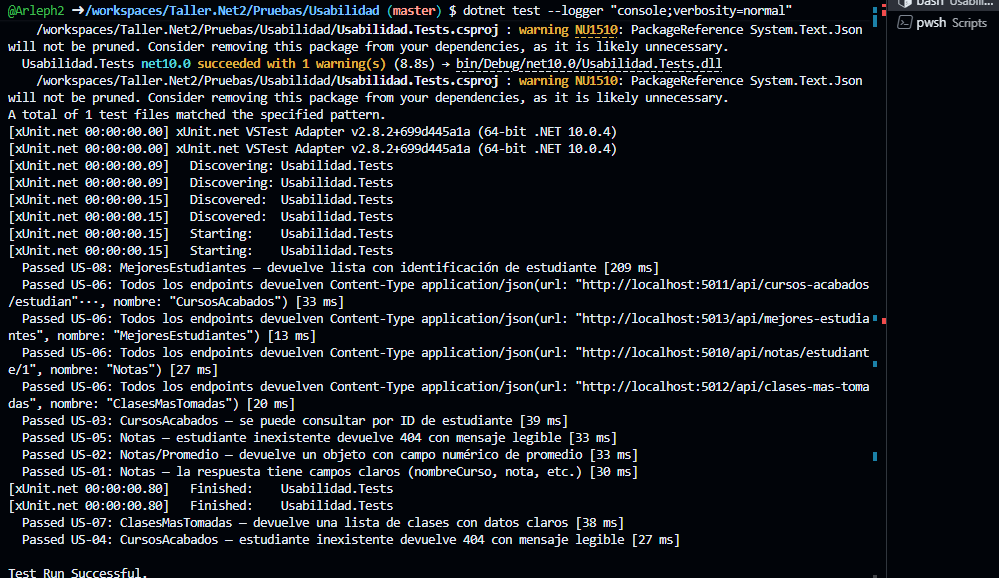 @Arleph2 →/workspaces/Taller.Net2/Pruebas/Usabilidad (master) $ dotnet test --logger "console;verbosity=normal"
/workspaces/Taller.Net2/Pruebas/Usabilidad/Usabilidad.Tests.csproj : warning NU1510: PackageReference System.Text.Json
will not be pruned. Consider removing this package from your dependencies, as it is likely unnecessary.
Usabilidad.Tests net10.0 succeeded with 1 warning(s) (8.8s) → bin/Debug/net10.0/Usabilidad.Tests.dll
/workspaces/Taller.Net2/Pruebas/Usabilidad/Usabilidad.Tests.csproj : warning NU1510: PackageReference System.Text.Json
will not be pruned. Consider removing this package from your dependencies, as it is likely unnecessary.
A total of 1 test files matched the specified pattern.
[xUnit.net 00:00:00.00] xUnit.net VSTest Adapter v2.8.2+699d445a1a (64-bit .NET 10.0.4)
[xUnit.net 00:00:00.00] xUnit.net VSTest Adapter v2.8.2+699d445a1a (64-bit .NET 10.0.4)
[xUnit.net 00:00:00.09]   Discovering: Usabilidad.Tests
[xUnit.net 00:00:00.09]   Discovering: Usabilidad.Tests
[xUnit.net 00:00:00.15]   Discovered:  Usabilidad.Tests
[xUnit.net 00:00:00.15]   Discovered:  Usabilidad.Tests
[xUnit.net 00:00:00.15]   Starting:    Usabilidad.Tests
[xUnit.net 00:00:00.15]   Starting:    Usabilidad.Tests
Passed US-08: MejoresEstudiantes — devuelve lista con identificación de estudiante [209 ms]
Passed US-06: Todos los endpoints devuelven Content-Type application/json(url: "http://localhost:5011/api/cursos-acabados
/estudian"···, nombre: "CursosAcabados") [33 ms]
Passed US-06: Todos los endpoints devuelven Content-Type application/json(url: "http://localhost:5013/api/mejores-estudia
ntes", nombre: "MejoresEstudiantes") [13 ms]
Passed US-06: Todos los endpoints devuelven Content-Type application/json(url: "http://localhost:5010/api/notas/estudiant
e/1", nombre: "Notas") [27 ms]
Passed US-06: Todos los endpoints devuelven Content-Type application/json(url: "http://localhost:5012/api/clases-mas-toma
das", nombre: "ClasesMasTomadas") [20 ms]
Passed US-03: CursosAcabados — se puede consultar por ID de estudiante [39 ms]
Passed US-05: Notas — estudiante inexistente devuelve 404 con mensaje legible [33 ms]
Passed US-02: Notas/Promedio — devuelve un objeto con campo numérico de promedio [33 ms]
Passed US-01: Notas — la respuesta tiene campos claros (nombreCurso, nota, etc.) [30 ms]
[xUnit.net 00:00:00.80]   Finished:    Usabilidad.Tests
[xUnit.net 00:00:00.80]   Finished:    Usabilidad.Tests
Passed US-07: ClasesMasTomadas — devuelve una lista de clases con datos claros [38 ms]
Passed US-04: CursosAcabados — estudiante inexistente devuelve 404 con mensaje legible [27 ms]
Test Run Successful.
bash Usabili...
pwsh Scripts